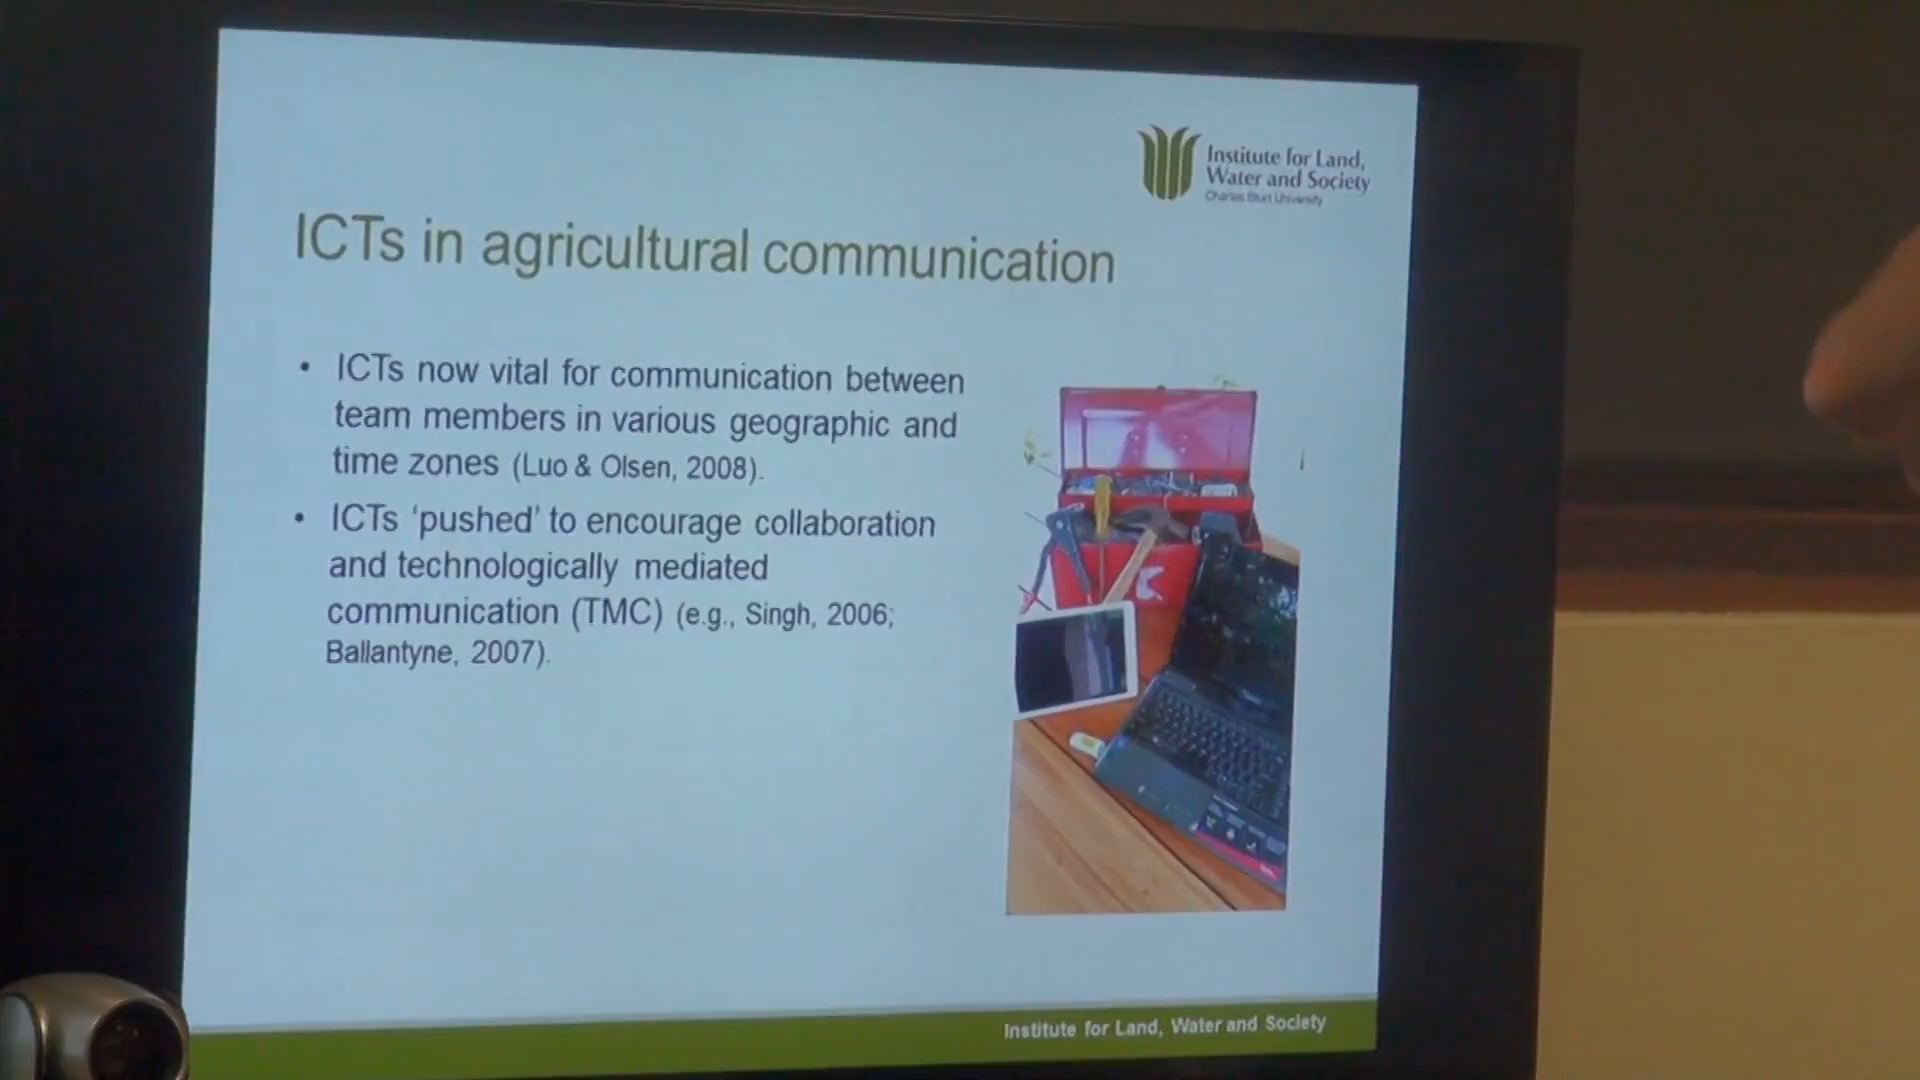 Institute for Land,
Water and Society
Charles Sturt University
ICTs in agricultural communication
• ICTs now vital for communication between
team members in various geographic and
time zones (Luo & Olsen, 2008).
• ICTs ‘pushed’ to encourage collaboration
and technologically mediated
communication (TMC) (e.g., Singh, 2006;
Ballantyne, 2007).
Institute for Land, Water and Society